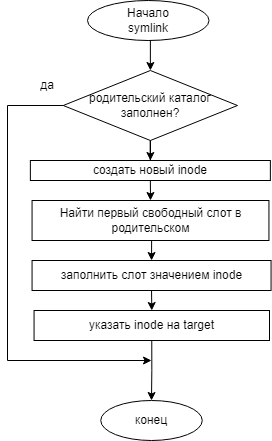 Начало
symlink
да
родительский каталог
заполнен?
создать новый inode
Найти первый свободный слот в
родительском
заполнить слот значением inode
указать inode на target
конец